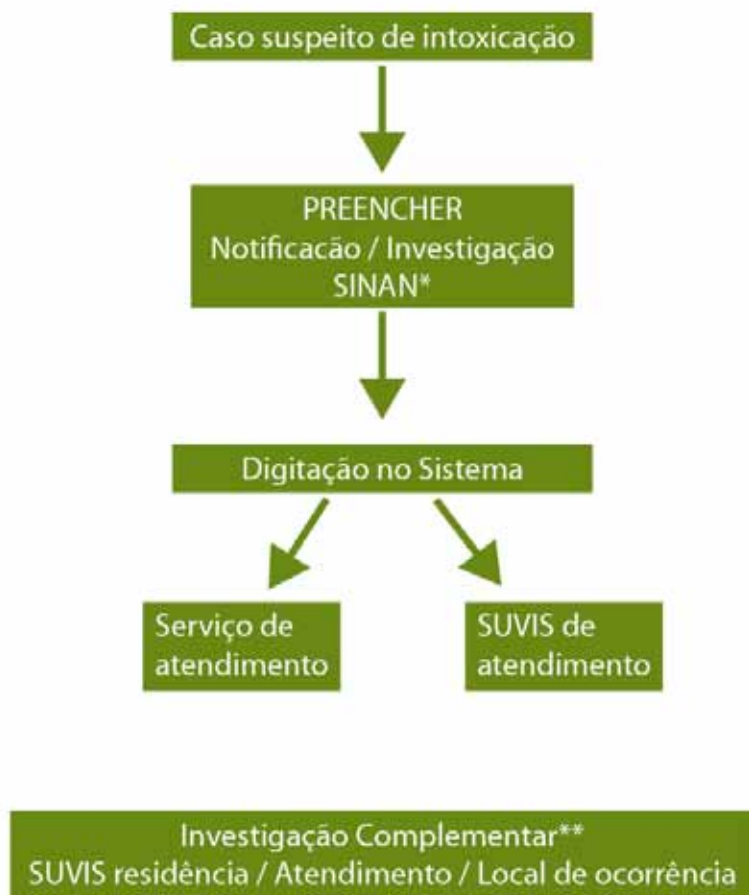 Caso suspeito de intoxicação
PREENCHER
Notificacão / Investigação
SINAN*
Digitação no Sistema
Serviço de
atendimento
SUVIS de
atendimento
Investigação Complementar**
SUVIS residência / Atendimento / Local de ocorrência